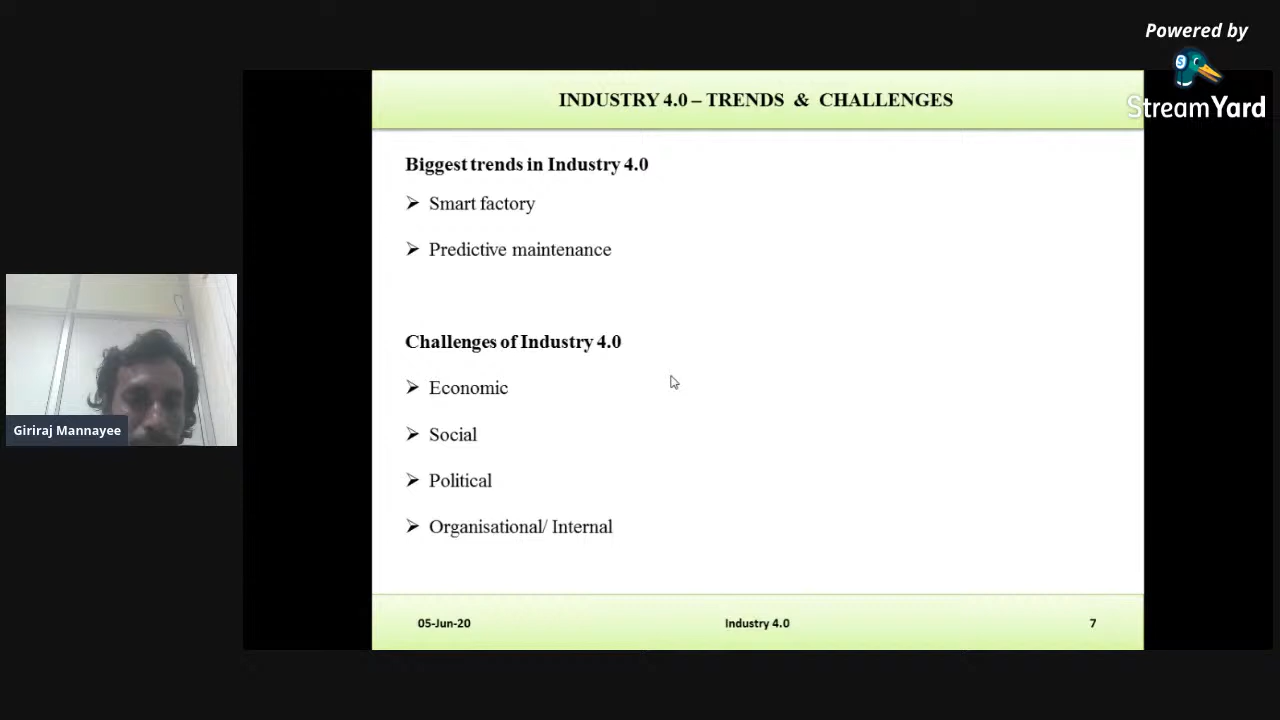 Powered by
StreamYard
INDUSTRY 4.0 – TRENDS & CHALLENGES
Biggest trends in Industry 4.0
➢ Smart factory
➢ Predictive maintenance
Challenges of Industry 4.0
➢ Economic
➢ Social
➢ Political
➢ Organisational/ Internal
Giriraj Mannayee
05-Jun-20 Industry 4.0 7